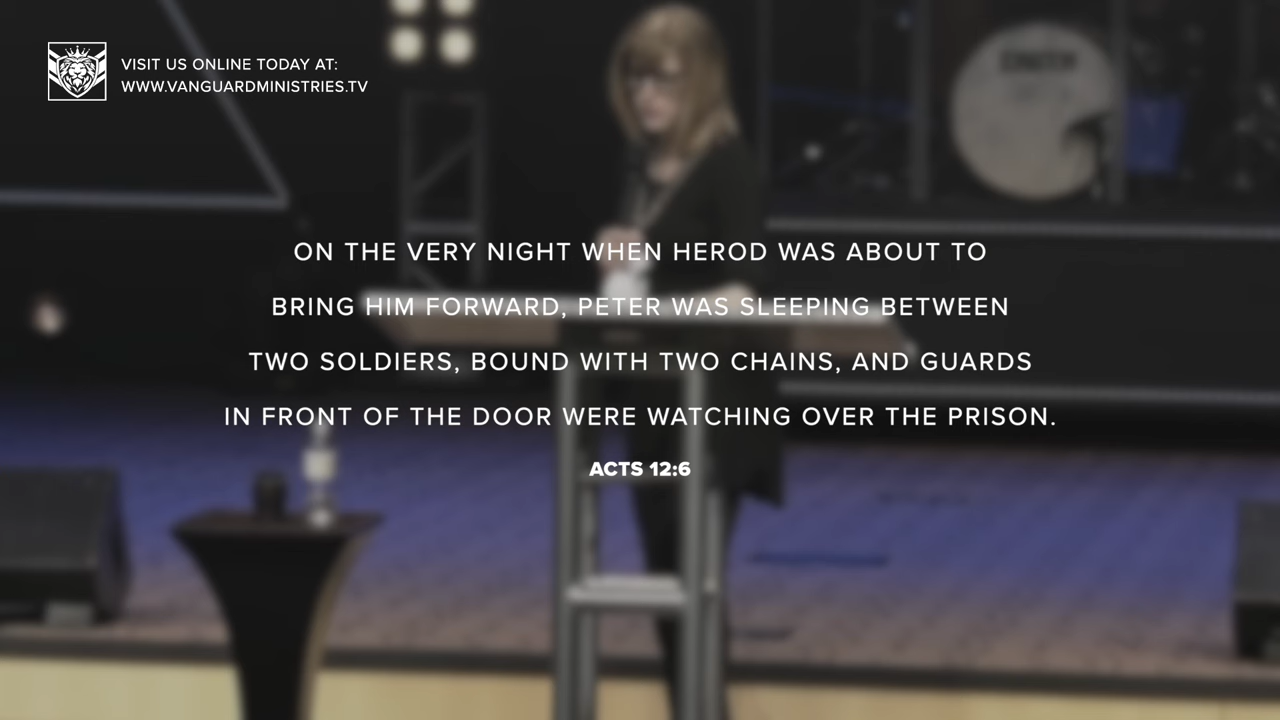 VISIT US ONLINE TODAY AT:
WWW.VANGUARDMINISTRIES.TV
ON THE VERY NIGHT WHEN HEROD WAS ABOUT TO
BRING HIM FORWARD, PETER WAS SLEEPING BETWEEN
TWO SOLDIERS, BOUND WITH TWO CHAINS, AND GUARDS
IN FRONT OF THE DOOR WERE WATCHING OVER THE PRISON.
ACTS 12:6